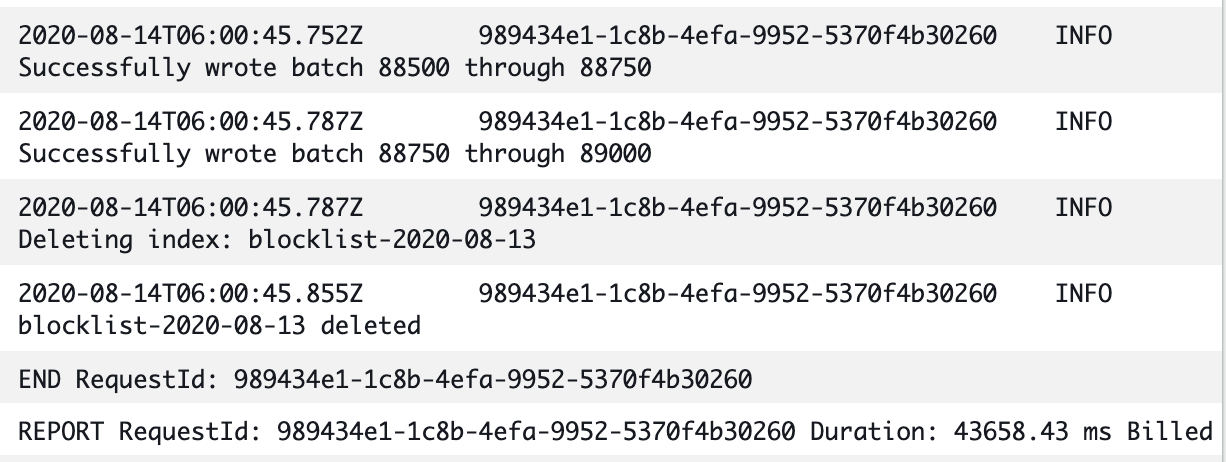 2020-08-14T06:00:45.752Z 989434e1-1c8b-4efa-9952-5370f4b30260 INFO
Successfully wrote batch 88500 through 88750
2020-08-14T06:00:45.787Z 989434e1-1c8b-4efa-9952-5370f4b30260 INFO
Successfully wrote batch 88750 through 89000
2020-08-14T06:00:45.787Z 989434e1-1c8b-4efa-9952-5370f4b30260 INFO
Deleting index: blocklist-2020-08-13
2020-08-14T06:00:45.855Z 989434e1-1c8b-4efa-9952-5370f4b30260 INFO
blocklist-2020-08-13 deleted
END RequestId: 989434e1-1c8b-4efa-9952-5370f4b30260
REPORT RequestId: 989434e1-1c8b-4efa-9952-5370f4b30260 Duration: 43658.43 ms Billed